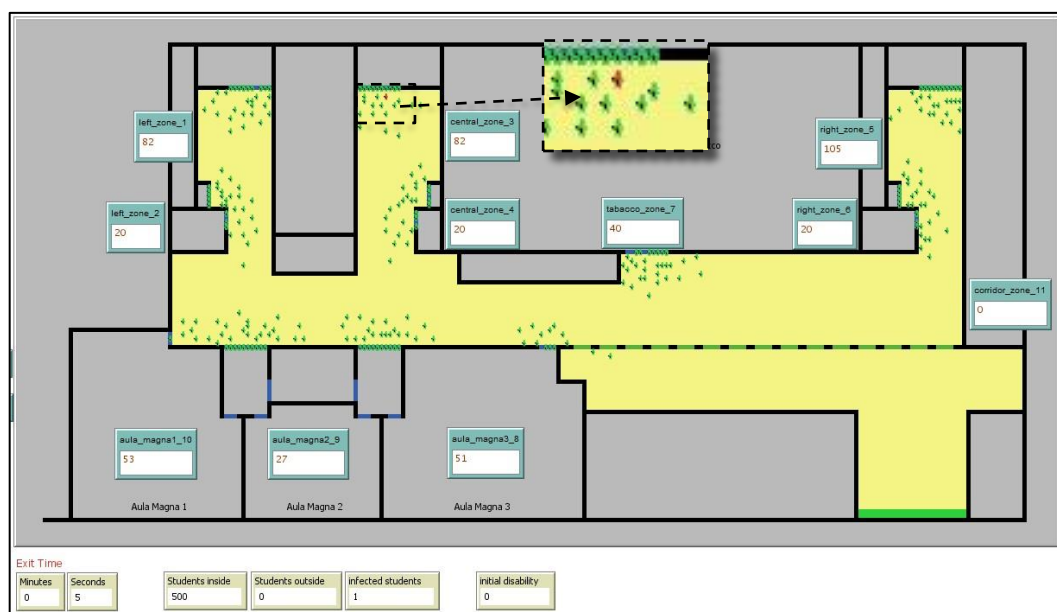 left_zone_1
82
central_zone_3
82
co
right_zone_5
105
left_zone_2
20
central_zone_4
20
tabacco_zone_7
40
right_zone_6
20
corridor_zone_11
0
aula_magna1_10
53
aula_magna2_9
27
aula_magna3_8
51
Aula Magna 1
Aula Magna 2
Aula Magna 3
Exit Time
Minutes
0
Seconds
5
Students inside
500
Students outside
0
infected students
1
initial disability
0